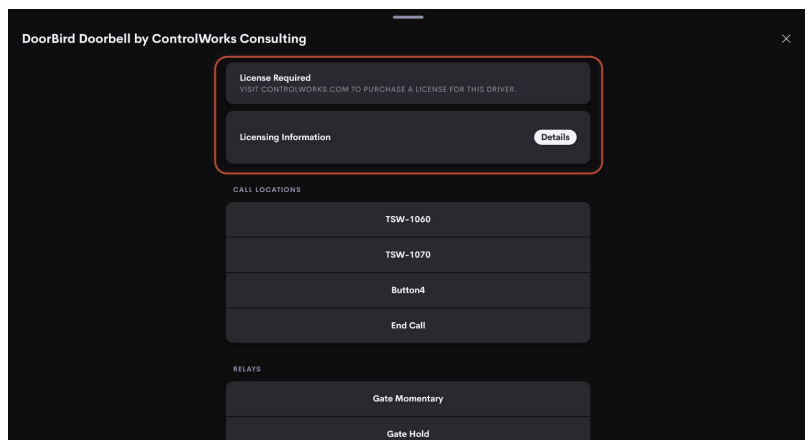 DoorBird Doorbell by ControlWorks Consulting
License Required
VISIT CONTROLWORKS.COM TO PURCHASE A LICENSE FOR THIS DRIVER.
Licensing Information
Details
CALL LOCATIONS
TSW-1060
TSW-1070
Button4
End Call
RELAYS
Gate Momentary
Gate Hold